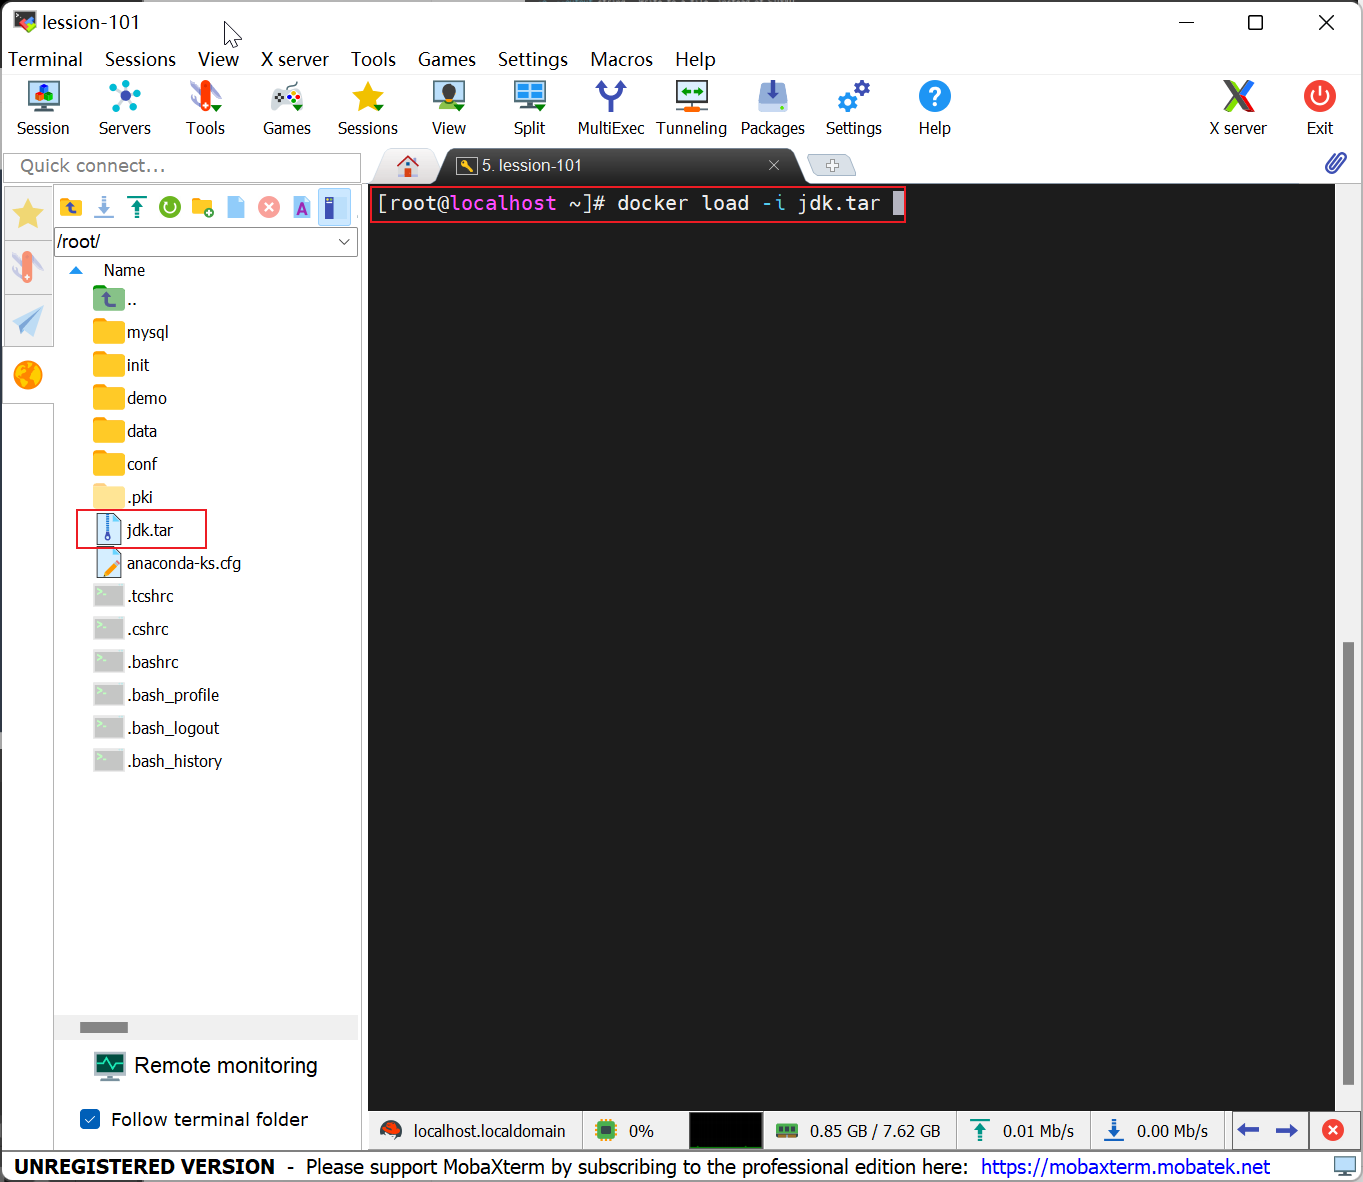 lession-101
Terminal Sessions View X server Tools Games Settings Macros Help
Session Servers Tools Games Sessions View Split MultiExec Tunneling Packages Settings Help X server Exit
Quick connect...
5. lession-101
[root@localhost ~]# docker load -i jdk.tar
/root/
Name
..
mysql
init
demo
data
conf
.pki
jdk.tar
anaconda-ks.cfg
.tcshrc
.cshrc
.bashrc
.bash_profile
.bash_logout
.bash_history
Remote monitoring
Follow terminal folder
localhost.localdomain 0% 0.85 GB / 7.62 GB 0.01 Mb/s 0.00 Mb/s
UNREGISTERED VERSION - Please support MobaXterm by subscribing to the professional edition here: https://mobaxterm.mobatek.net